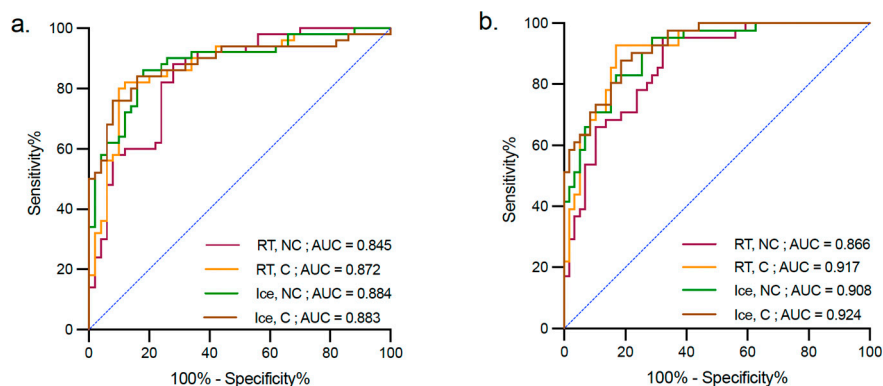 a.
100
80
60
40
20
0
Sensitivity%
RT, NC ; AUC = 0.845
RT, C ; AUC = 0.872
Ice, NC ; AUC = 0.884
Ice, C ; AUC = 0.883
0 20 40 60 80 100
100% - Specificity%
b.
100
80
60
40
20
0
Sensitivity%
RT, NC ; AUC = 0.866
RT, C ; AUC = 0.917
Ice, NC ; AUC = 0.908
Ice, C ; AUC = 0.924
0 20 40 60 80 100
100% - Specificity%